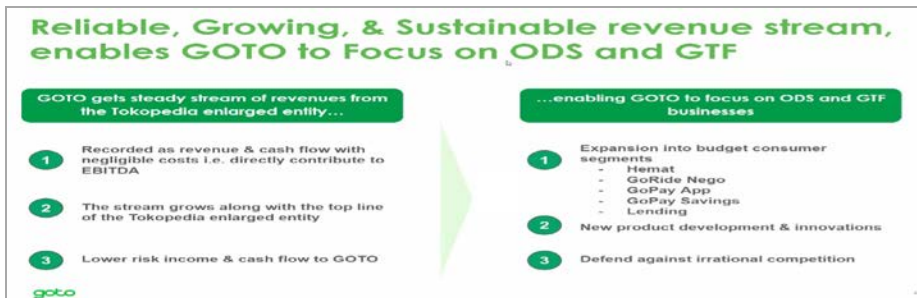 Reliable, Growing, & Sustainable revenue stream,
enables GOTO to Focus on ODS and GTF
GOTO gets steady stream of revenues from
the Tokopedia enlarged entity...
1
Recorded as revenue & cash flow with
negligible costs i.e. directly contribute to
EBITDA
2
The stream grows along with the top line
of the Tokopedia enlarged entity
3
Lower risk income & cash flow to GOTO
...enabling GOTO to focus on ODS and GTF
businesses
1
Expansion into budget consumer
segments
- Hemat
- GoRide Nego
- GoPay App
- GoPay Savings
- Lending
2
New product development & innovations
3
Defend against irrational competition
goto